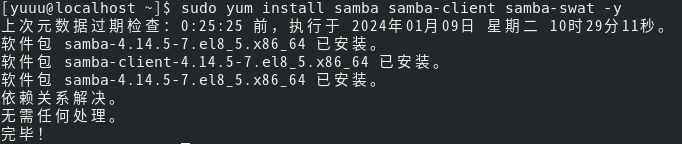 [yuuu@localhost ~]$ sudo yum install samba samba-client samba-swat -y
上次元数据过期检查：0:25:25 前，执行于 2024年01月09日 星期二 10时29分11秒。
软件包 samba-4.14.5-7.el8_5.x86_64 已安装。
软件包 samba-client-4.14.5-7.el8_5.x86_64 已安装。
软件包 samba-4.14.5-7.el8_5.x86_64 已安装。
依赖关系解决。
无需任何处理。
完毕！